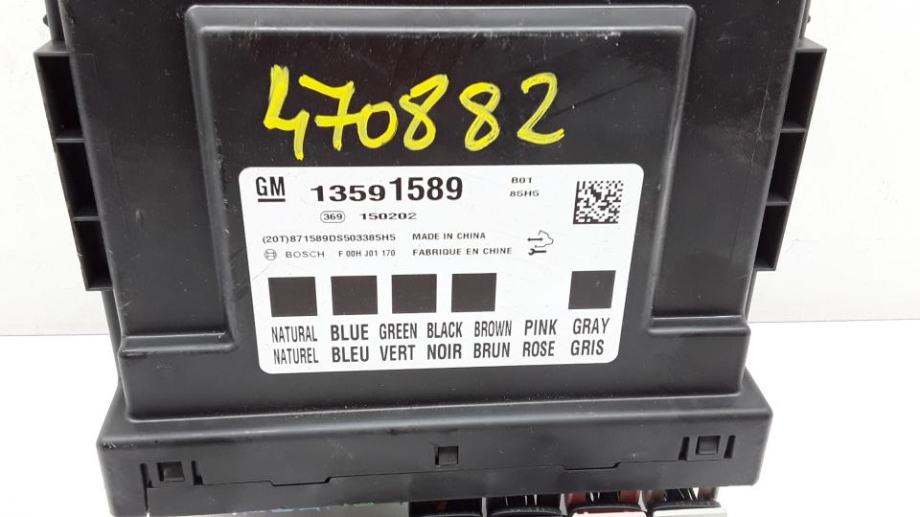 470882
GM 13591589
B01
85H5
369 150202
(20T)871589DS503385H5 MADE IN CHINA
BOSCH F 00H J01 170 FABRIQUE EN CHINE
NATURAL BLUE GREEN BLACK BROWN PINK GRAY
NATUREL BLEU VERT NOIR BRUN ROSE GRIS